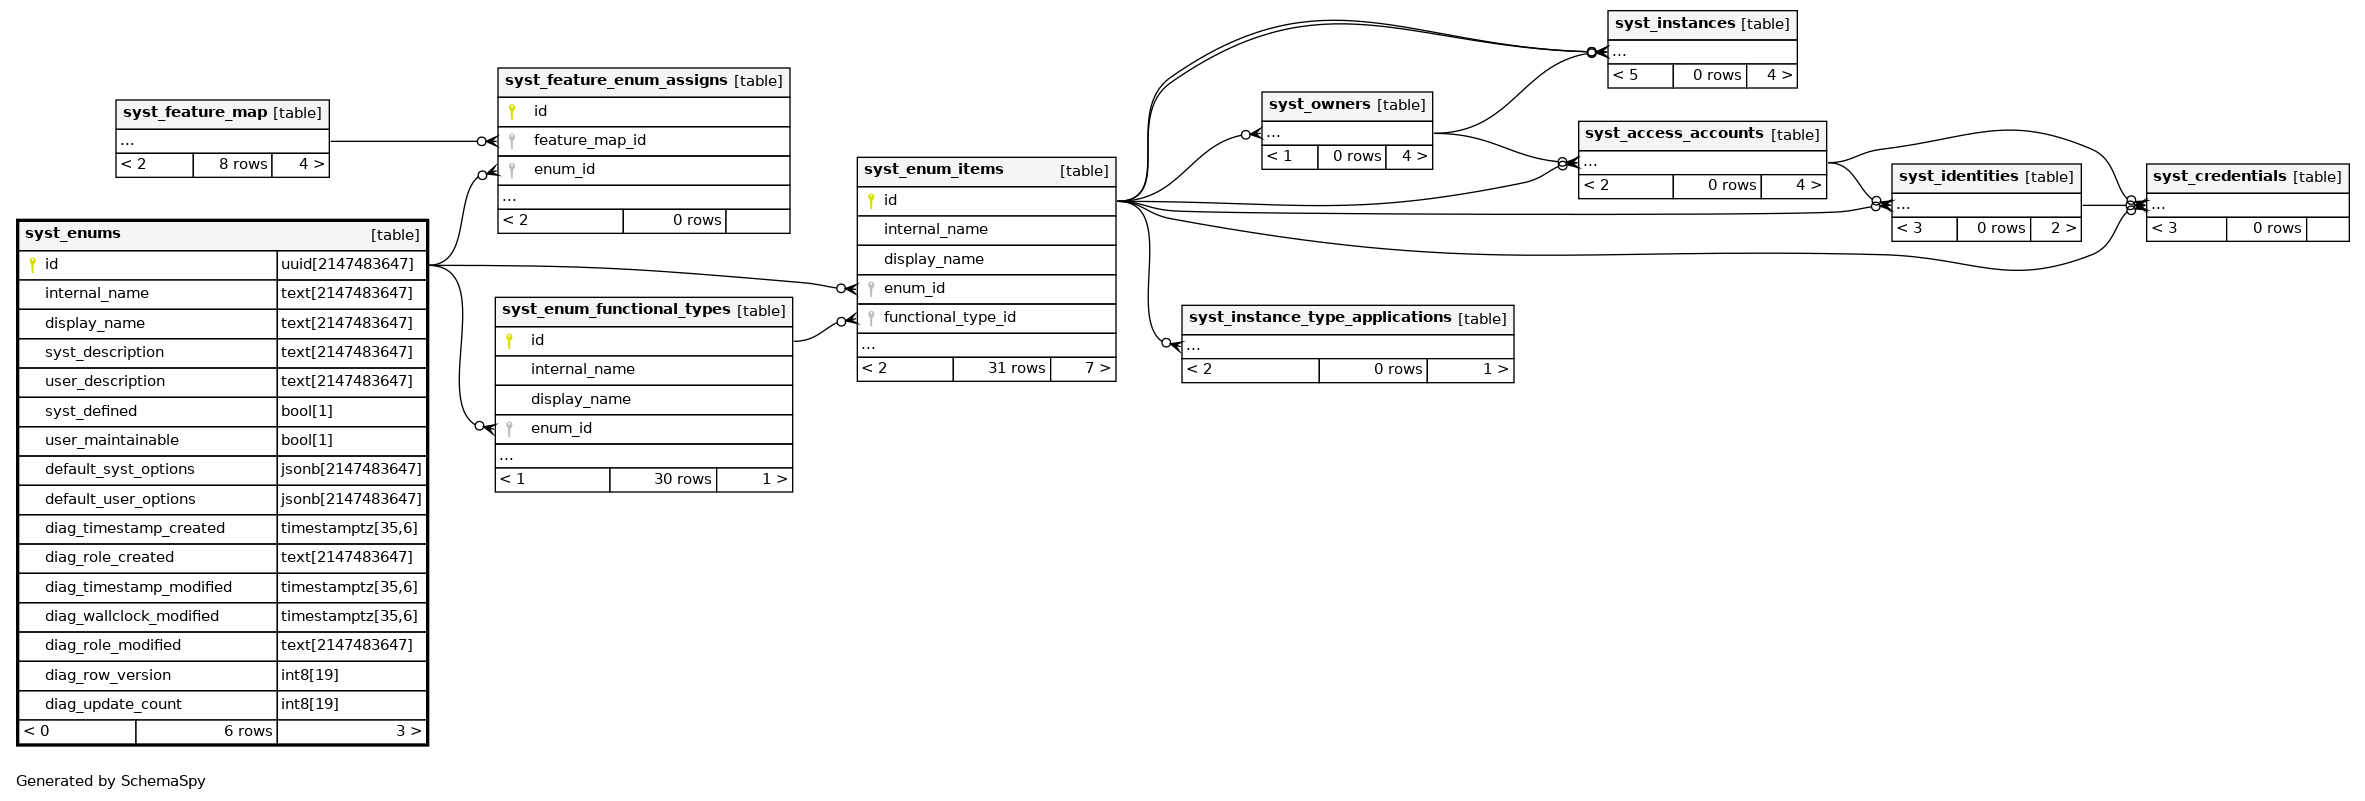 syst_feature_map [table]
...
< 2 8 rows 4 >
syst_enums [table]
id uuid[2147483647]
internal_name text[2147483647]
display_name text[2147483647]
syst_description text[2147483647]
user_description text[2147483647]
syst_defined bool[1]
user_maintainable bool[1]
default_syst_options jsonb[2147483647]
default_user_options jsonb[2147483647]
diag_timestamp_created timestamptz[35,6]
diag_role_created text[2147483647]
diag_timestamp_modified timestamptz[35,6]
diag_wallclock_modified timestamptz[35,6]
diag_role_modified text[2147483647]
diag_row_version int8[19]
diag_update_count int8[19]
< 0 6 rows 3 >
syst_feature_enum_assigns [table]
id
feature_map_id
enum_id
...
< 2 0 rows
syst_enum_functional_types [table]
id
internal_name
display_name
enum_id
...
< 1 30 rows 1 >
syst_enum_items [table]
id
internal_name
display_name
enum_id
functional_type_id
...
< 2 31 rows 7 >
syst_owners [table]
...
< 1 0 rows 4 >
syst_instance_type_applications [table]
...
< 2 0 rows 1 >
syst_instances [table]
...
< 5 0 rows 4 >
syst_access_accounts [table]
...
< 2 0 rows 4 >
syst_identities [table]
...
< 3 0 rows 2 >
syst_credentials [table]
...
< 3 0 rows
Generated by SchemaSpy